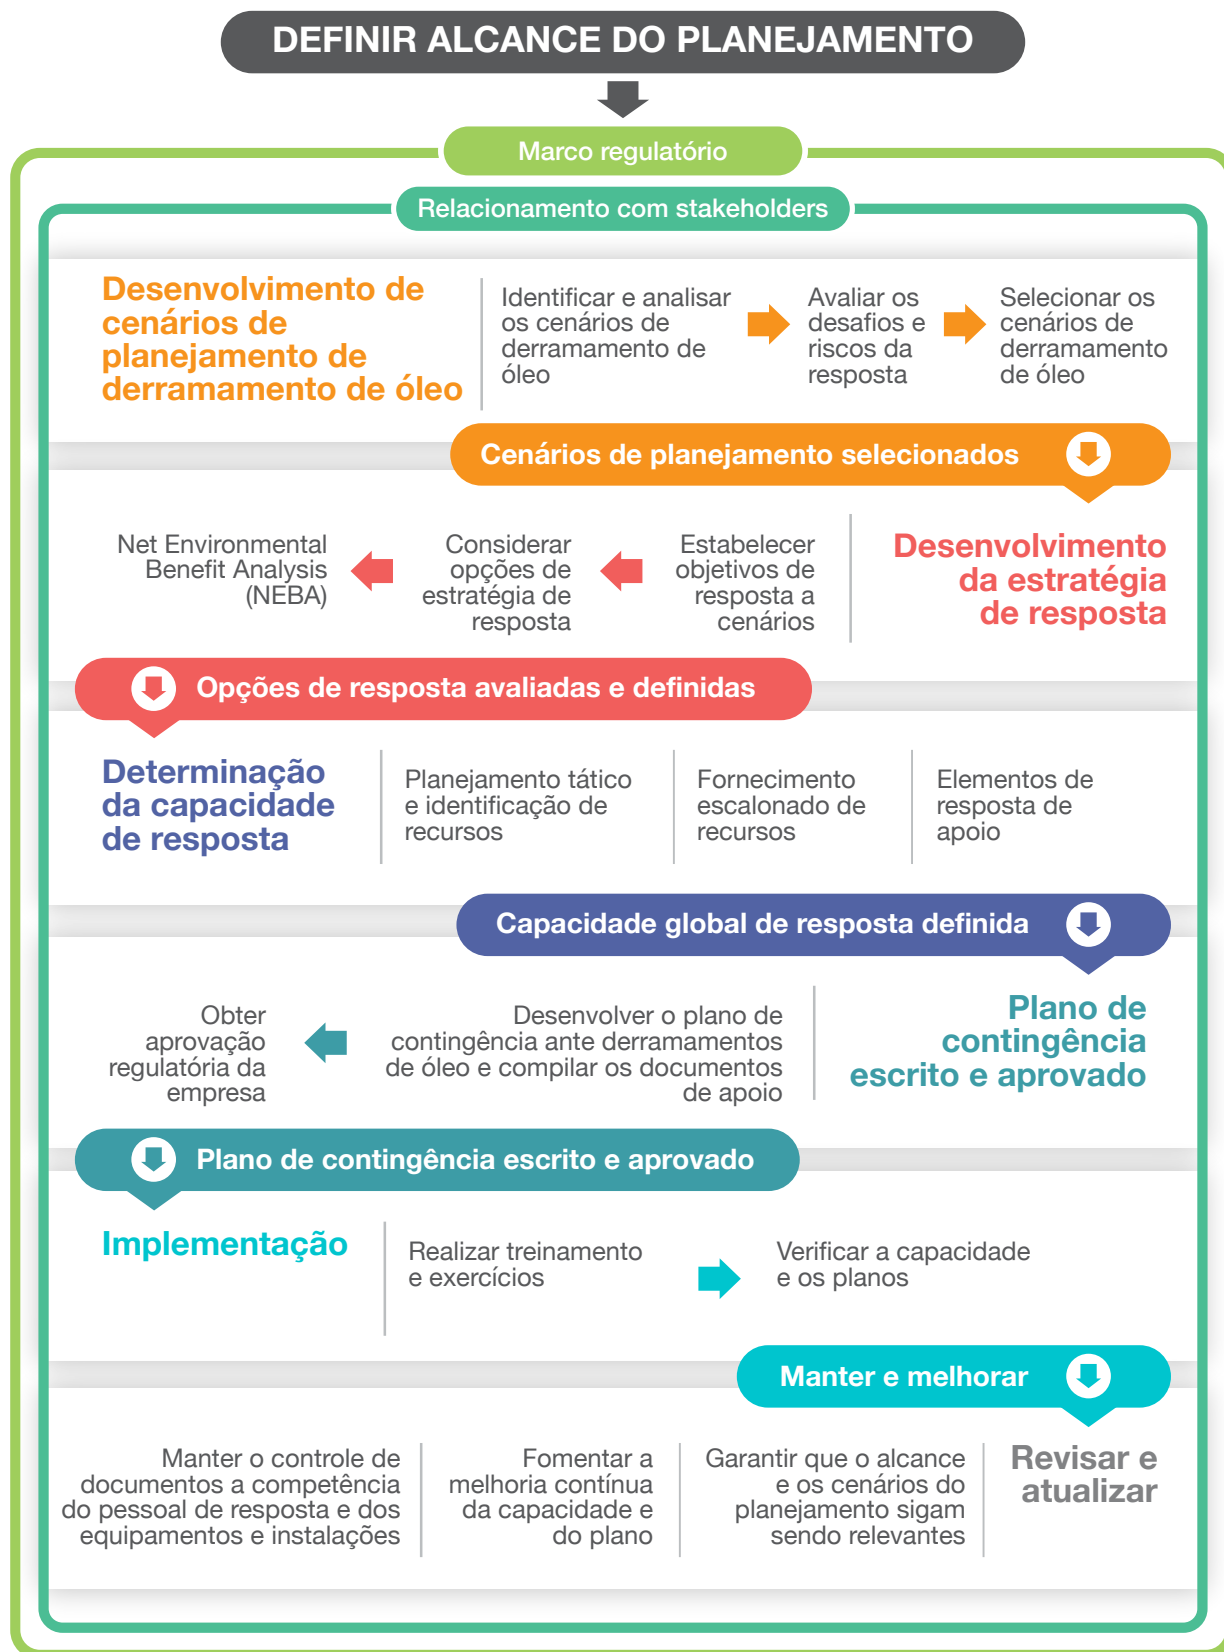 DEFINIR ALCANCE DO PLANEJAMENTO
Marco regulatório
Relacionamento com stakeholders
Desenvolvimento de
cenários de
planejamento de
derramamento de óleo
Identificar e analisar
os cenários de
derramamento de
óleo
Avaliar os
desafios e
riscos da
resposta
Selecionar os
cenários de
derramamento
de óleo
Cenários de planejamento selecionados
Net Environmental
Benefit Analysis
(NEBA)
Considerar
opções de
estratégia de
resposta
Estabelecer
objetivos de
resposta a
cenários
Desenvolvimento
da estratégia
de resposta
Opções de resposta avaliadas e definidas
Determinação
da capacidade
de resposta
Planejamento tático
e identificação de
recursos
Fornecimento
escalonado de
recursos
Elementos de
resposta de
apoio
Capacidade global de resposta definida
Obter
aprovação
regulatória da
empresa
Desenvolver o plano de
contingência ante derramamentos
de óleo e compilar os documentos
de apoio
Plano de
contingência
escrito e aprovado
Plano de contingência escrito e aprovado
Implementação
Realizar treinamento
e exercícios
Verificar a capacidade
e os planos
Manter e melhorar
Manter o controle de
documentos a competência
do pessoal de resposta e dos
equipamentos e instalações
Fomentar a
melhoria contínua
da capacidade e
do plano
Garantir que o alcance
e os cenários do
planejamento sigam
sendo relevantes
Revisar e
atualizar